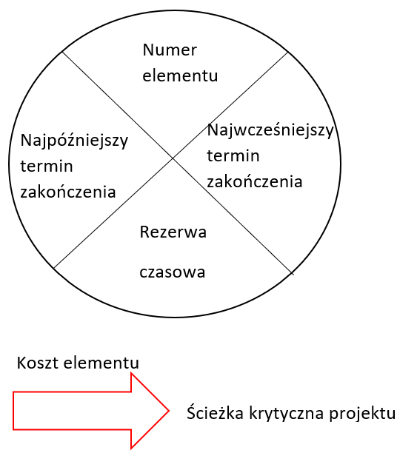 Numer
elementu
Najpóźniejszy
termin
zakończenia
Najwcześniejszy
termin
zakończenia
Rezerwa
czasowa
Koszt elementu
Ścieżka krytyczna projektu